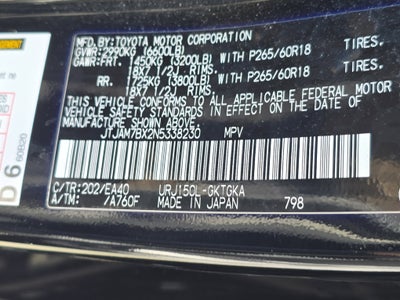 MFD.BY:TOYOTA MOTOR CORPORATION
GVWR:2990KG (6600LB)
GAWR:FRT. 1450KG (3200LB) WITH P265/60R18 TIRES.
18X7 1/2J RIMS.
RR. 1725KG (3800LB) WITH P265/60R18 TIRES.
18X7 1/2J RIMS.
THIS VEHICLE CONFORMS TO ALL APPLICABLE FEDERAL MOTOR
VEHICLE SAFETY STANDARDS IN EFFECT ON THE DATE OF
MANUFACTURE SHOWN ABOVE.
JTJAM7BX2N5338230 MPV
C/TR:202/EA40 URJ150L-GKTGKA
A/TM: /A760F MADE IN JAPAN 798
D 6
60B20